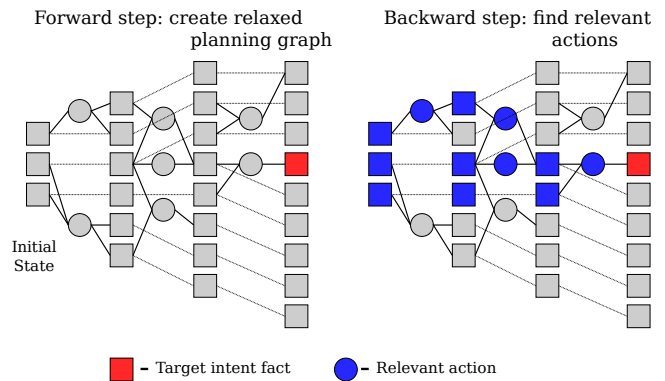 Forward step: create relaxed
planning graph
Backward step: find relevant
actions
Initial
State
- Target intent fact
- Relevant action